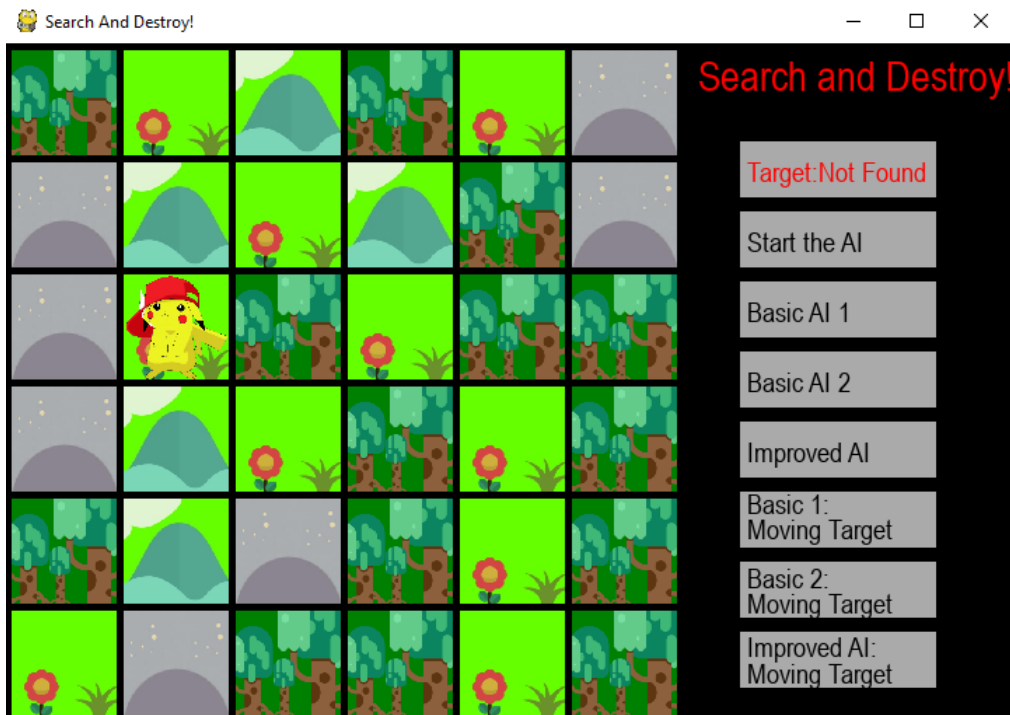 Search And Destroy!
Search and Destroy!
Target:Not Found
Start the AI
Basic AI 1
Basic AI 2
Improved AI
Basic 1:
Moving Target
Basic 2:
Moving Target
Improved AI:
Moving Target